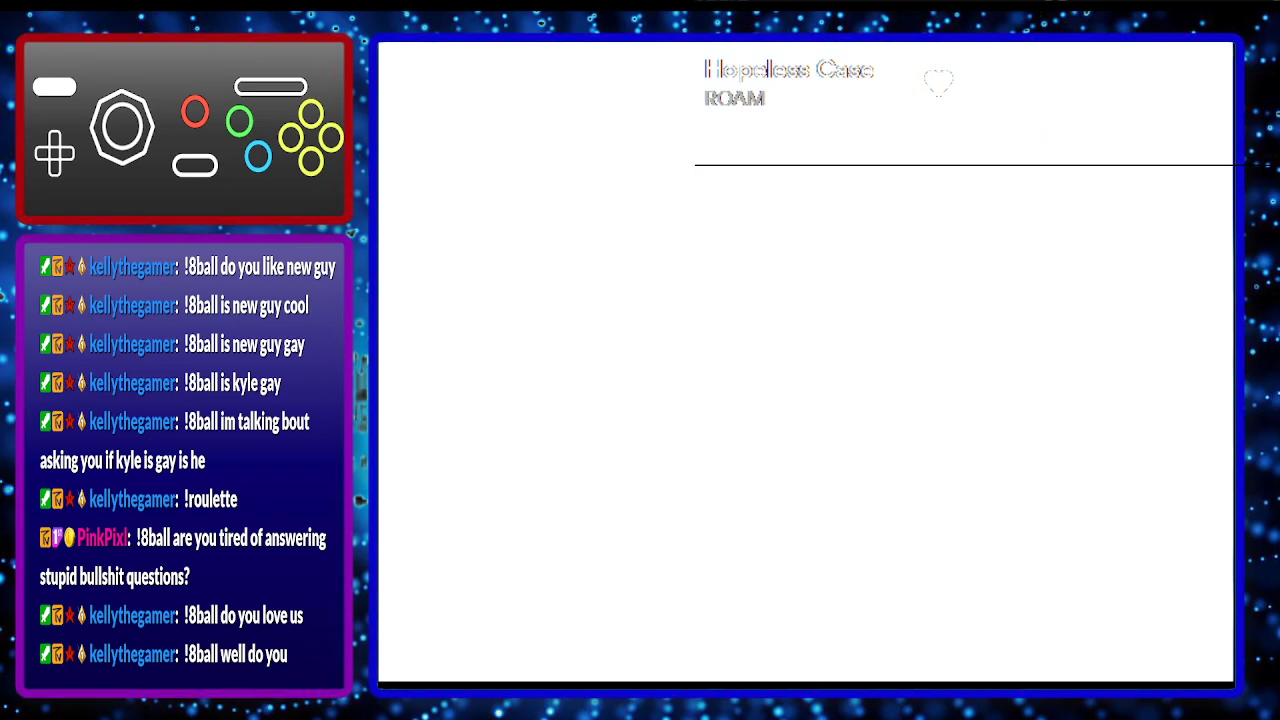 Hopeless Case
ROAM
kellythegamer: !8ball do you like new guy
kellythegamer: !8ball is new guy cool
kellythegamer: !8ball is new guy gay
kellythegamer: !8ball is kyle gay
kellythegamer: !8ball im talking bout
asking you if kyle is gay is he
kellythegamer: !roulette
PinkPixl: !8ball are you tired of answering
stupid bullshit questions?
kellythegamer: !8ball do you love us
kellythegamer: !8ball well do you